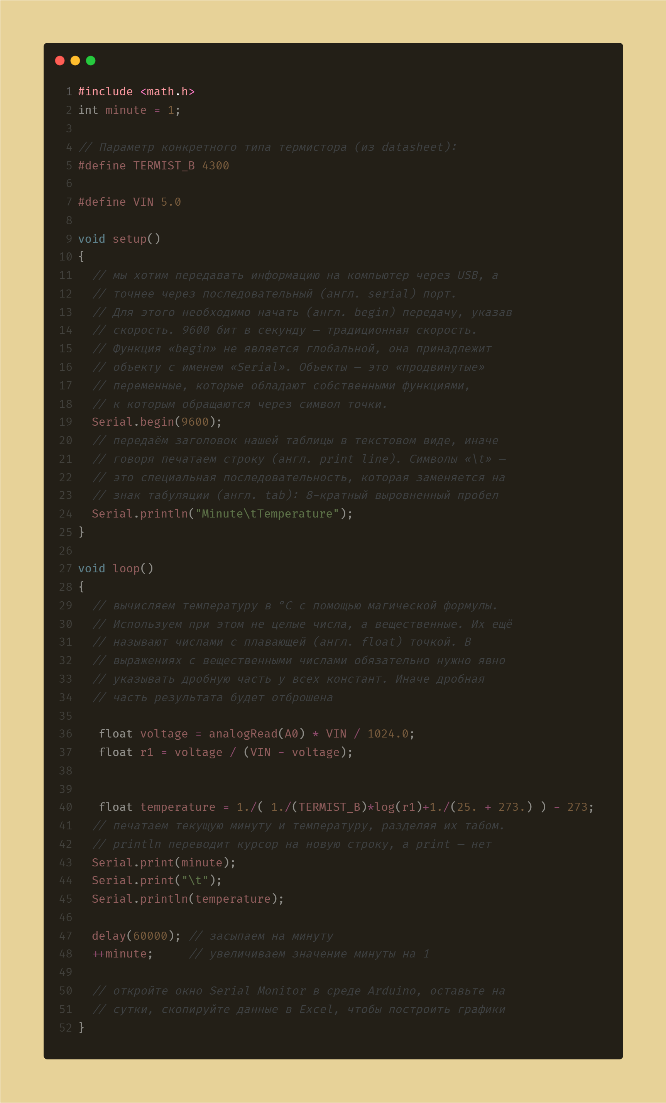 1 #include <math.h>
2 int minute = 1;
3
4 // Параметр конкретного типа термистора (из datasheet):
5 #define TERMIST_B 4300
6
7 #define VIN 5.0
8
9 void setup()
10 {
11   // мы хотим передавать информацию на компьютер через USB, а
12   // точнее через последовательный (англ. serial) порт.
13   // Для этого необходимо начать (англ. begin) передачу, указав
14   // скорость. 9600 бит в секунду — традиционная скорость.
15   // Функция «begin» не является глобальной, она принадлежит
16   // объекту с именем «Serial». Объекты — это «продвинутые»
17   // переменные, которые обладают собственными функциями,
18   // к которым обращаются через символ точки.
19   Serial.begin(9600);
20   // передаём заголовок нашей таблицы в текстовом виде, иначе
21   // говоря печатаем строку (англ. print line). Символы «\t» —
22   // это специальная последовательность, которая заменяется на
23   // знак табуляции (англ. tab): 8-кратный выровненный пробел
24   Serial.println("Minute\tTemperature");
25 }
26
27 void loop()
28 {
29   // вычисляем температуру в °С с помощью магической формулы.
30   // Используем при этом не целые числа, а вещественные. Их ещё
31   // называют числами с плавающей (англ. float) точкой. В
32   // выражениях с вещественными числами обязательно нужно явно
33   // указывать дробную часть у всех констант. Иначе дробная
34   // часть результата будет отброшена
35
36    float voltage = analogRead(A0) * VIN / 1024.0;
37    float r1 = voltage / (VIN - voltage);
38
39
40    float temperature = 1./( 1./(TERMIST_B)*log(r1)+1./(25. + 273.) ) - 273;
41   // печатаем текущую минуту и температуру, разделяя их табом.
42   // println переводит курсор на новую строку, а print — нет
43   Serial.print(minute);
44   Serial.print("\t");
45   Serial.println(temperature);
46
47   delay(60000); // засыпаем на минуту
48   ++minute;     // увеличиваем значение минуты на 1
49
50   // откройте окно Serial Monitor в среде Arduino, оставьте на
51   // сутки, скопируйте данные в Excel, чтобы построить графики
52 }